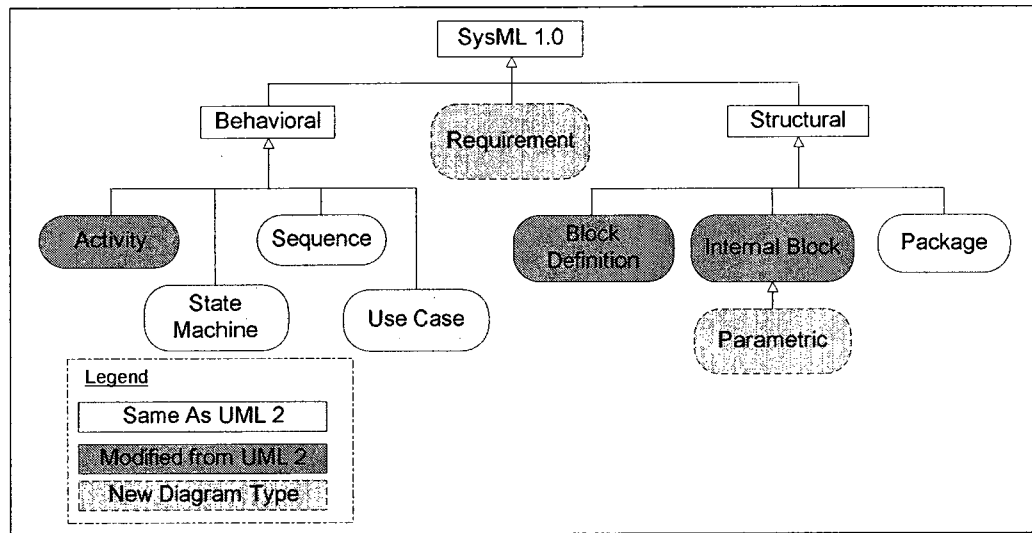 SysML 1.0
Behavioral
Requirement
Structural
Activity
Sequence
Block
Definition
Internal Block
Package
State
Machine
Use Case
Parametric
Legend
Same As UML 2
Modified from UML 2
New Diagram Type